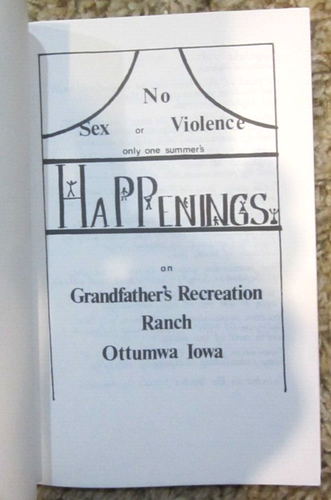 No
Sex or Violence
only one summer's
HaPPENINGS
on
Grandfather's Recreation
Ranch
Ottumwa Iowa